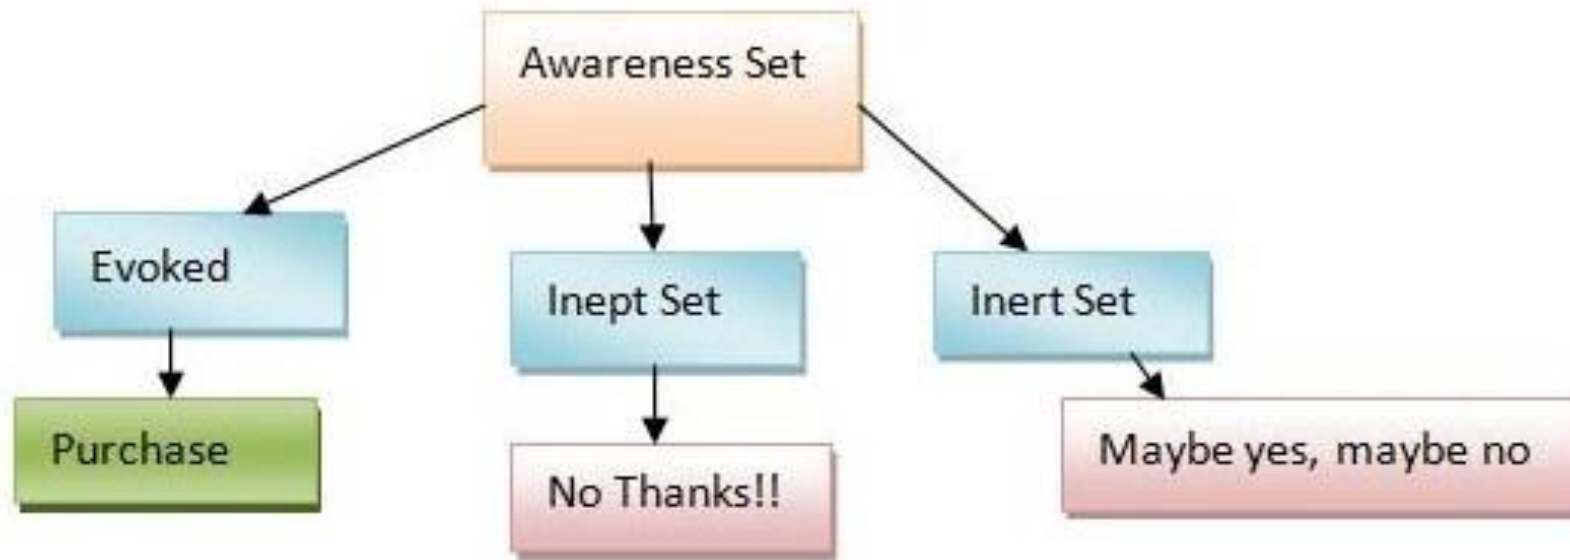 Awareness Set
Evoked
Inept Set
Inert Set
Purchase
No Thanks!!
Maybe yes, maybe no